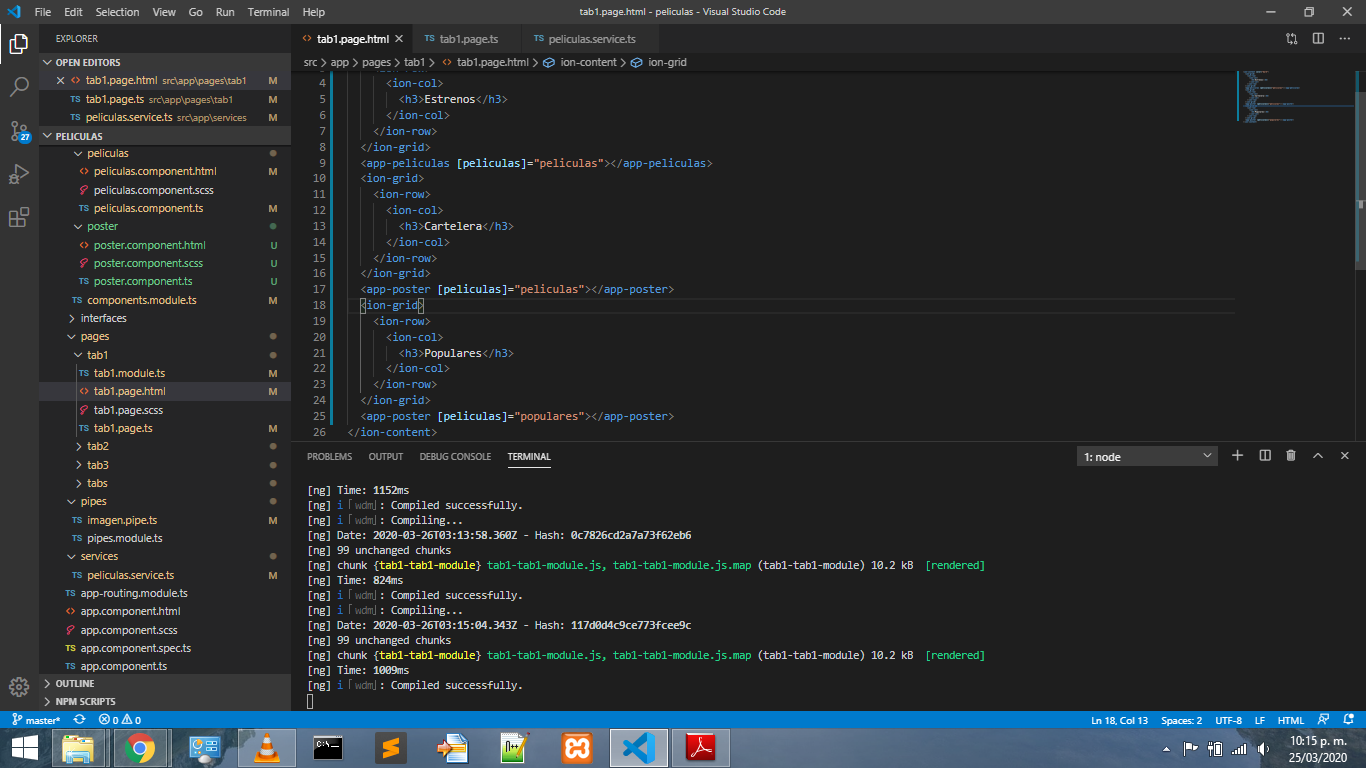 File Edit Selection View Go Run Terminal Help
tab1.page.html - peliculas - Visual Studio Code
EXPLORER
OPEN EDITORS
tab1.page.html src\app\pages\tab1 M
TS tab1.page.ts src\app\pages\tab1 M
TS peliculas.service.ts src\app\services M
PELICULAS
peliculas
peliculas.component.html M
peliculas.component.scss
TS peliculas.component.ts M
poster
poster.component.html U
poster.component.scss U
TS poster.component.ts U
TS components.module.ts M
interfaces
pages
tab1
TS tab1.module.ts M
tab1.page.html M
tab1.page.scss
TS tab1.page.ts M
tab2
tab3
tabs
pipes
TS imagen.pipe.ts M
TS pipes.module.ts
services
TS peliculas.service.ts M
TS app-routing.module.ts
app.component.html
app.component.scss
TS app.component.spec.ts
TS app.component.ts
OUTLINE
NPM SCRIPTS
27
tab1.page.html
TS tab1.page.ts
TS peliculas.service.ts
src > app > pages > tab1 > tab1.page.html > ion-content > ion-grid
4 <ion-col>
5 <h3>Estrenos</h3>
6 </ion-col>
7 </ion-row>
8 </ion-grid>
9 <app-peliculas [peliculas]="peliculas"></app-peliculas>
10 <ion-grid>
11 <ion-row>
12 <ion-col>
13 <h3>Cartelera</h3>
14 </ion-col>
15 </ion-row>
16 </ion-grid>
17 <app-poster [peliculas]="peliculas"></app-poster>
18 <ion-grid>
19 <ion-row>
20 <ion-col>
21 <h3>Populares</h3>
22 </ion-col>
23 </ion-row>
24 </ion-grid>
25 <app-poster [peliculas]="populares"></app-poster>
26 </ion-content>
PROBLEMS OUTPUT DEBUG CONSOLE TERMINAL
1: node
[ng] Time: 1152ms
[ng] i ｢wdm｣: Compiled successfully.
[ng] i ｢wdm｣: Compiling...
[ng] Date: 2020-03-26T03:13:58.360Z - Hash: 0c7826cd2a7a73f62eb6
[ng] 99 unchanged chunks
[ng] chunk {tab1-tab1-module} tab1-tab1-module.js, tab1-tab1-module.js.map (tab1-tab1-module) 10.2 kB [rendered]
[ng] Time: 824ms
[ng] i ｢wdm｣: Compiled successfully.
[ng] i ｢wdm｣: Compiling...
[ng] Date: 2020-03-26T03:15:04.343Z - Hash: 117d0d4c9ce773fcee9c
[ng] 99 unchanged chunks
[ng] chunk {tab1-tab1-module} tab1-tab1-module.js, tab1-tab1-module.js.map (tab1-tab1-module) 10.2 kB [rendered]
[ng] Time: 1009ms
[ng] i ｢wdm｣: Compiled successfully.
master* 0 0
Ln 18, Col 13 Spaces: 2 UTF-8 LF HTML
10:15 p. m.
25/03/2020